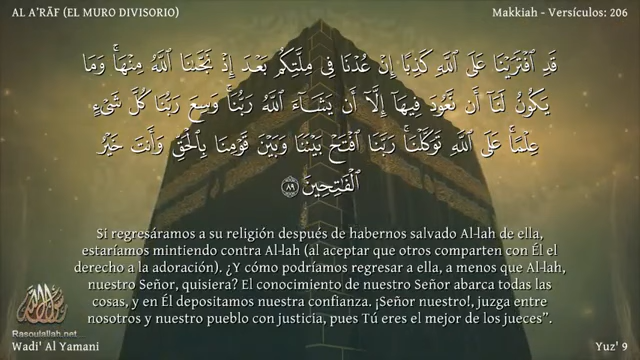 AL A'RĀF (EL MURO DIVISORIO)
Makkiah - Versículos: 206
قَدِ ٱفْتَرَيْنَا عَلَى ٱللَّهِ كَذِبًا إِنْ عُدْنَا فِى مِلَّتِكُم بَعْدَ إِذْ نَجَّىٰنَا ٱللَّهُ مِنْهَا ۚ وَمَا
يَكُونُ لَنَآ أَن نَّعُودَ فِيهَآ إِلَّآ أَن يَشَآءَ ٱللَّهُ رَبُّنَا ۚ وَسِعَ رَبُّنَا كُلَّ شَىْءٍ
عِلْمًا ۚ عَلَى ٱللَّهِ تَوَكَّلْنَا ۚ رَبَّنَا ٱفْتَحْ بَيْنَنَا وَبَيْنَ قَوْمِنَا بِٱلْحَقِّ وَأَنتَ خَيْرُ
ٱلْفَـٰتِحِينَ ٨٩
Si regresáramos a su religión después de habernos salvado Al-lah de ella,
estaríamos mintiendo contra Al-lah (al aceptar que otros comparten con Él el
derecho a la adoración). ¿Y cómo podríamos regresar a ella, a menos que Al-lah,
nuestro Señor, quisiera? El conocimiento de nuestro Señor abarca todas las
cosas, y en Él depositamos nuestra confianza. ¡Señor nuestro!, juzga entre
nosotros y nuestro pueblo con justicia, pues Tú eres el mejor de los jueces”.
Rasoulallah.net
Wadi' Al Yamani
Yuz' 9